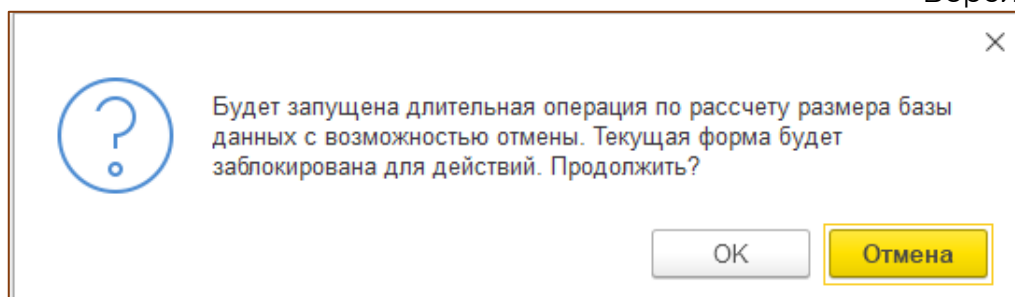 Будет запущена длительная операция по рассчету размера базы
данных с возможностью отмены. Текущая форма будет
заблокирована для действий. Продолжить?
OK
Отмена